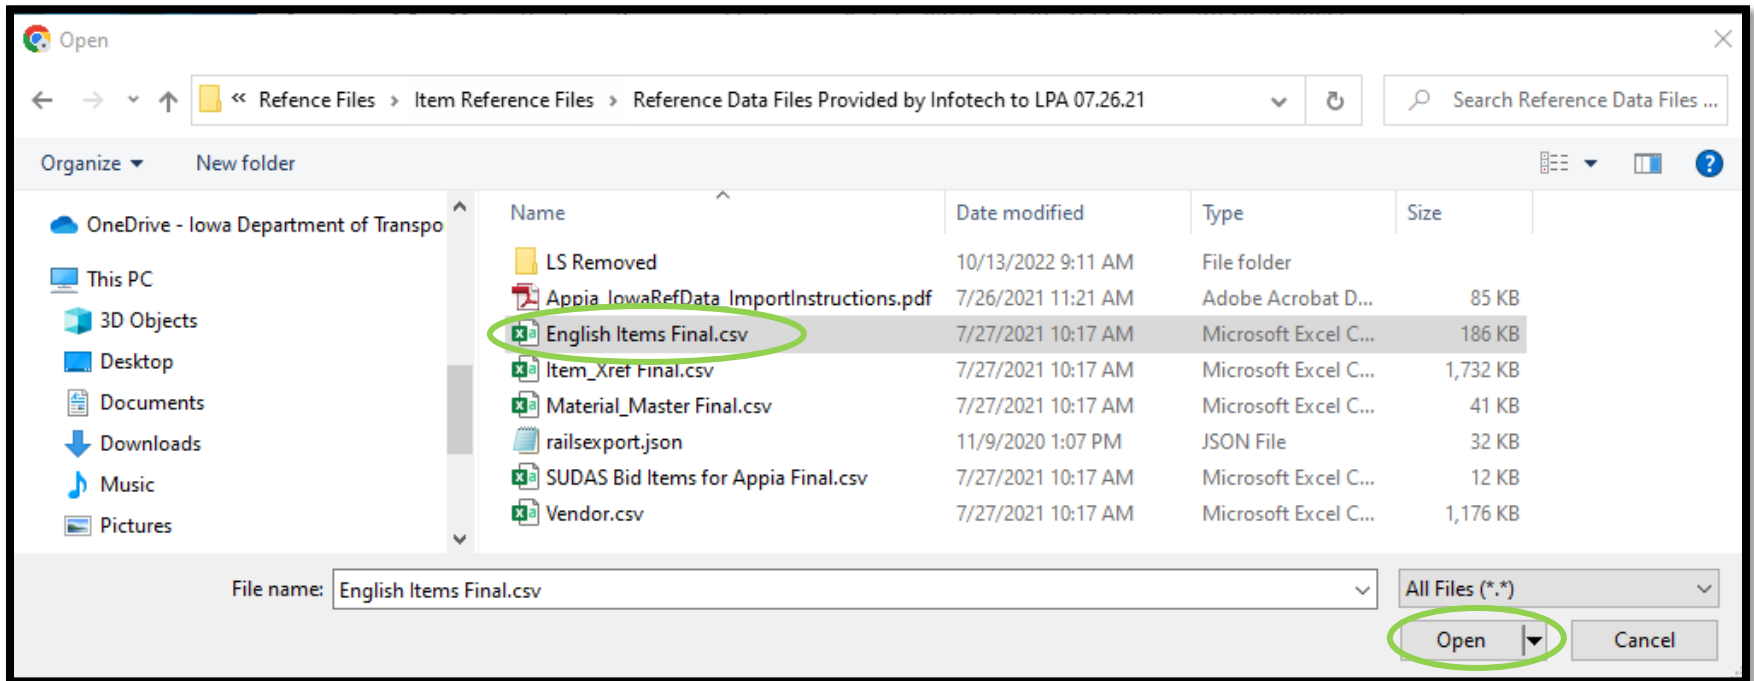 Open
« Refence Files > Item Reference Files > Reference Data Files Provided by Infotech to LPA 07.26.21
Search Reference Data Files ...
Organize New folder
?
OneDrive - Iowa Department of Transpo
This PC
3D Objects
Desktop
Documents
Downloads
Music
Pictures
Name Date modified Type Size
LS Removed 10/13/2022 9:11 AM File folder
Appia_IowaRefData_ImportInstructions.pdf 7/26/2021 11:21 AM Adobe Acrobat D... 85 KB
English Items Final.csv 7/27/2021 10:17 AM Microsoft Excel C... 186 KB
Item_Xref Final.csv 7/27/2021 10:17 AM Microsoft Excel C... 1,732 KB
Material_Master Final.csv 7/27/2021 10:17 AM Microsoft Excel C... 41 KB
railsexport.json 11/9/2020 1:07 PM JSON File 32 KB
SUDAS Bid Items for Appia Final.csv 7/27/2021 10:17 AM Microsoft Excel C... 12 KB
Vendor.csv 7/27/2021 10:17 AM Microsoft Excel C... 1,176 KB
File name: English Items Final.csv All Files (*.*)
Open Cancel